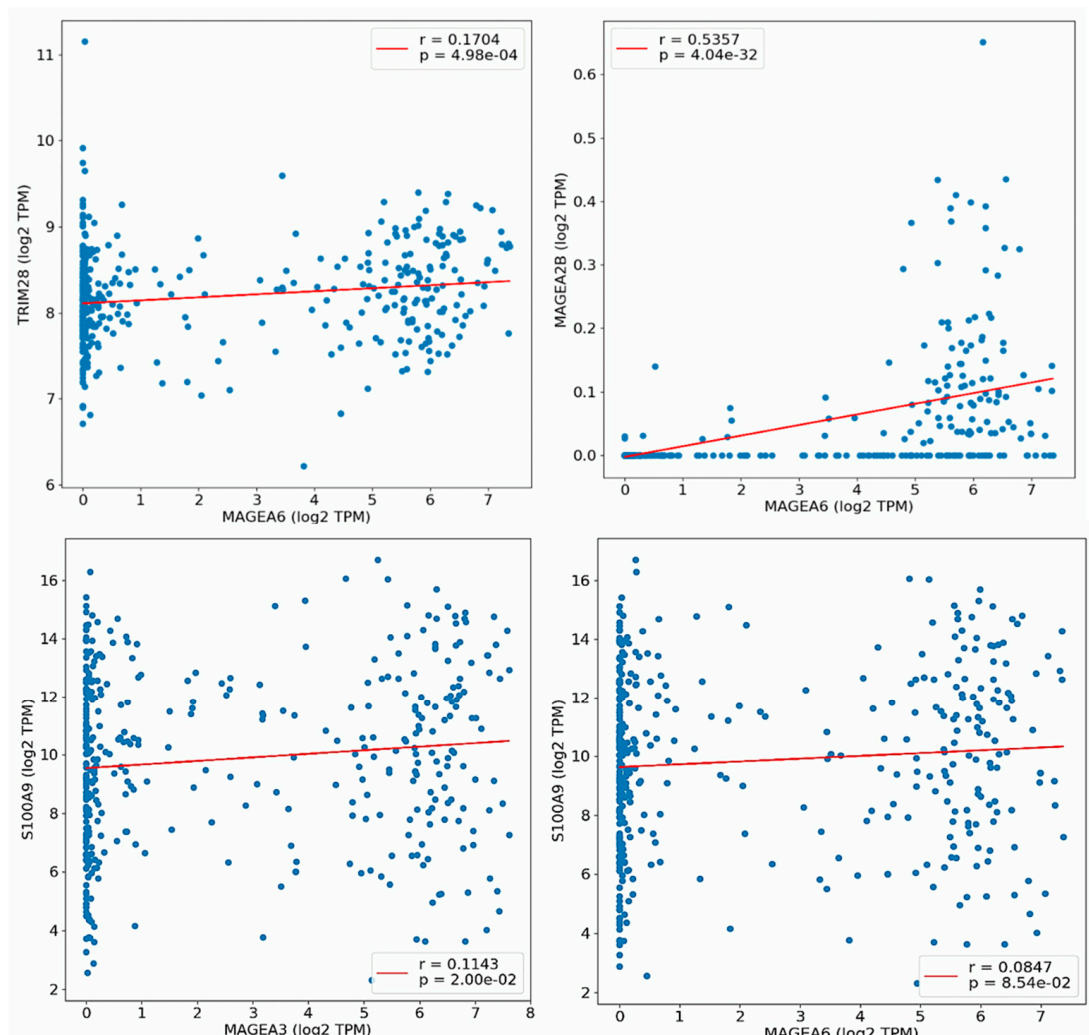 r = 0.1704
p = 4.98e-04
11
10
9
8
7
6
TRIM28 (log2 TPM)
0 1 2 3 4 5 6 7
MAGEA6 (log2 TPM)
r = 0.5357
p = 4.04e-32
0.6
0.5
0.4
0.3
0.2
0.1
0.0
MAGEA2B (log2 TPM)
0 1 2 3 4 5 6 7
MAGEA6 (log2 TPM)
16
14
12
10
8
6
4
2
S100A9 (log2 TPM)
r = 0.1143
p = 2.00e-02
0 1 2 3 4 5 6 7 8
MAGEA3 (log2 TPM)
16
14
12
10
8
6
4
2
S100A9 (log2 TPM)
r = 0.0847
p = 8.54e-02
0 1 2 3 4 5 6 7
MAGEA6 (log2 TPM)